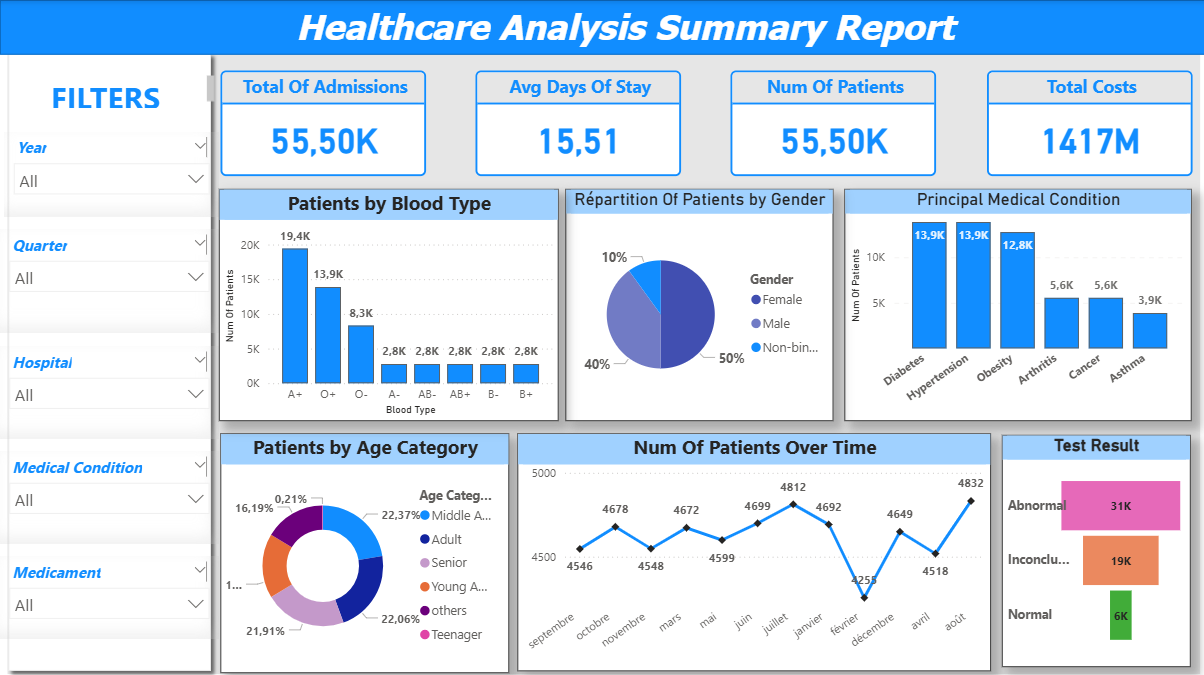 Healthcare Analysis Summary Report
FILTERS
Year
All
Quarter
All
Hospital
All
Medical Condition
All
Medicament
All
Total Of Admissions
55,50K
Avg Days Of Stay
15,51
Num Of Patients
55,50K
Total Costs
1417M
Patients by Blood Type
Num Of Patients
20K
15K
10K
5K
0K
19,4K
13,9K
8,3K
2,8K
2,8K
2,8K
2,8K
2,8K
A+
O+
O-
A-
AB-
AB+
B-
B+
Blood Type
Répartition Of Patients by Gender
10%
40%
50%
Gender
Female
Male
Non-bin...
Principal Medical Condition
Num Of Patients
10K
5K
13,9K
13,9K
12,8K
5,6K
5,6K
3,9K
Diabetes
Hypertension
Obesity
Arthritis
Cancer
Asthma
Patients by Age Category
0,21%
16,19%
22,37%
1...
21,91%
22,06%
Age Categ...
Middle A...
Adult
Senior
Young A...
others
Teenager
Num Of Patients Over Time
5000
4500
4546
4678
4548
4672
4599
4699
4812
4692
4255
4649
4518
4832
septembre
octobre
novembre
mars
mai
juin
juillet
janvier
février
décembre
avril
août
Test Result
Abnormal
31K
Inconclu...
19K
Normal
6K